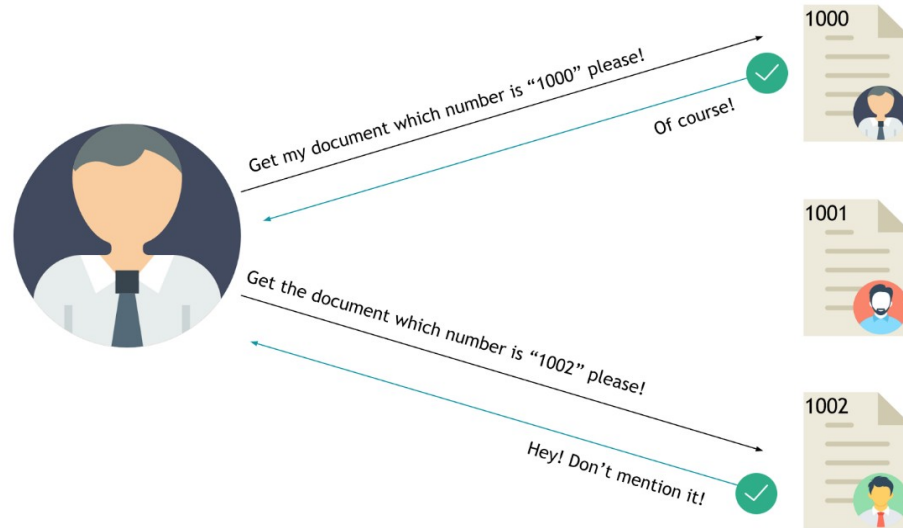 1000
Get my document which number is “1000” please!
Of course!
1001
Get the document which number is “1002” please!
1002
Hey! Don’t mention it!